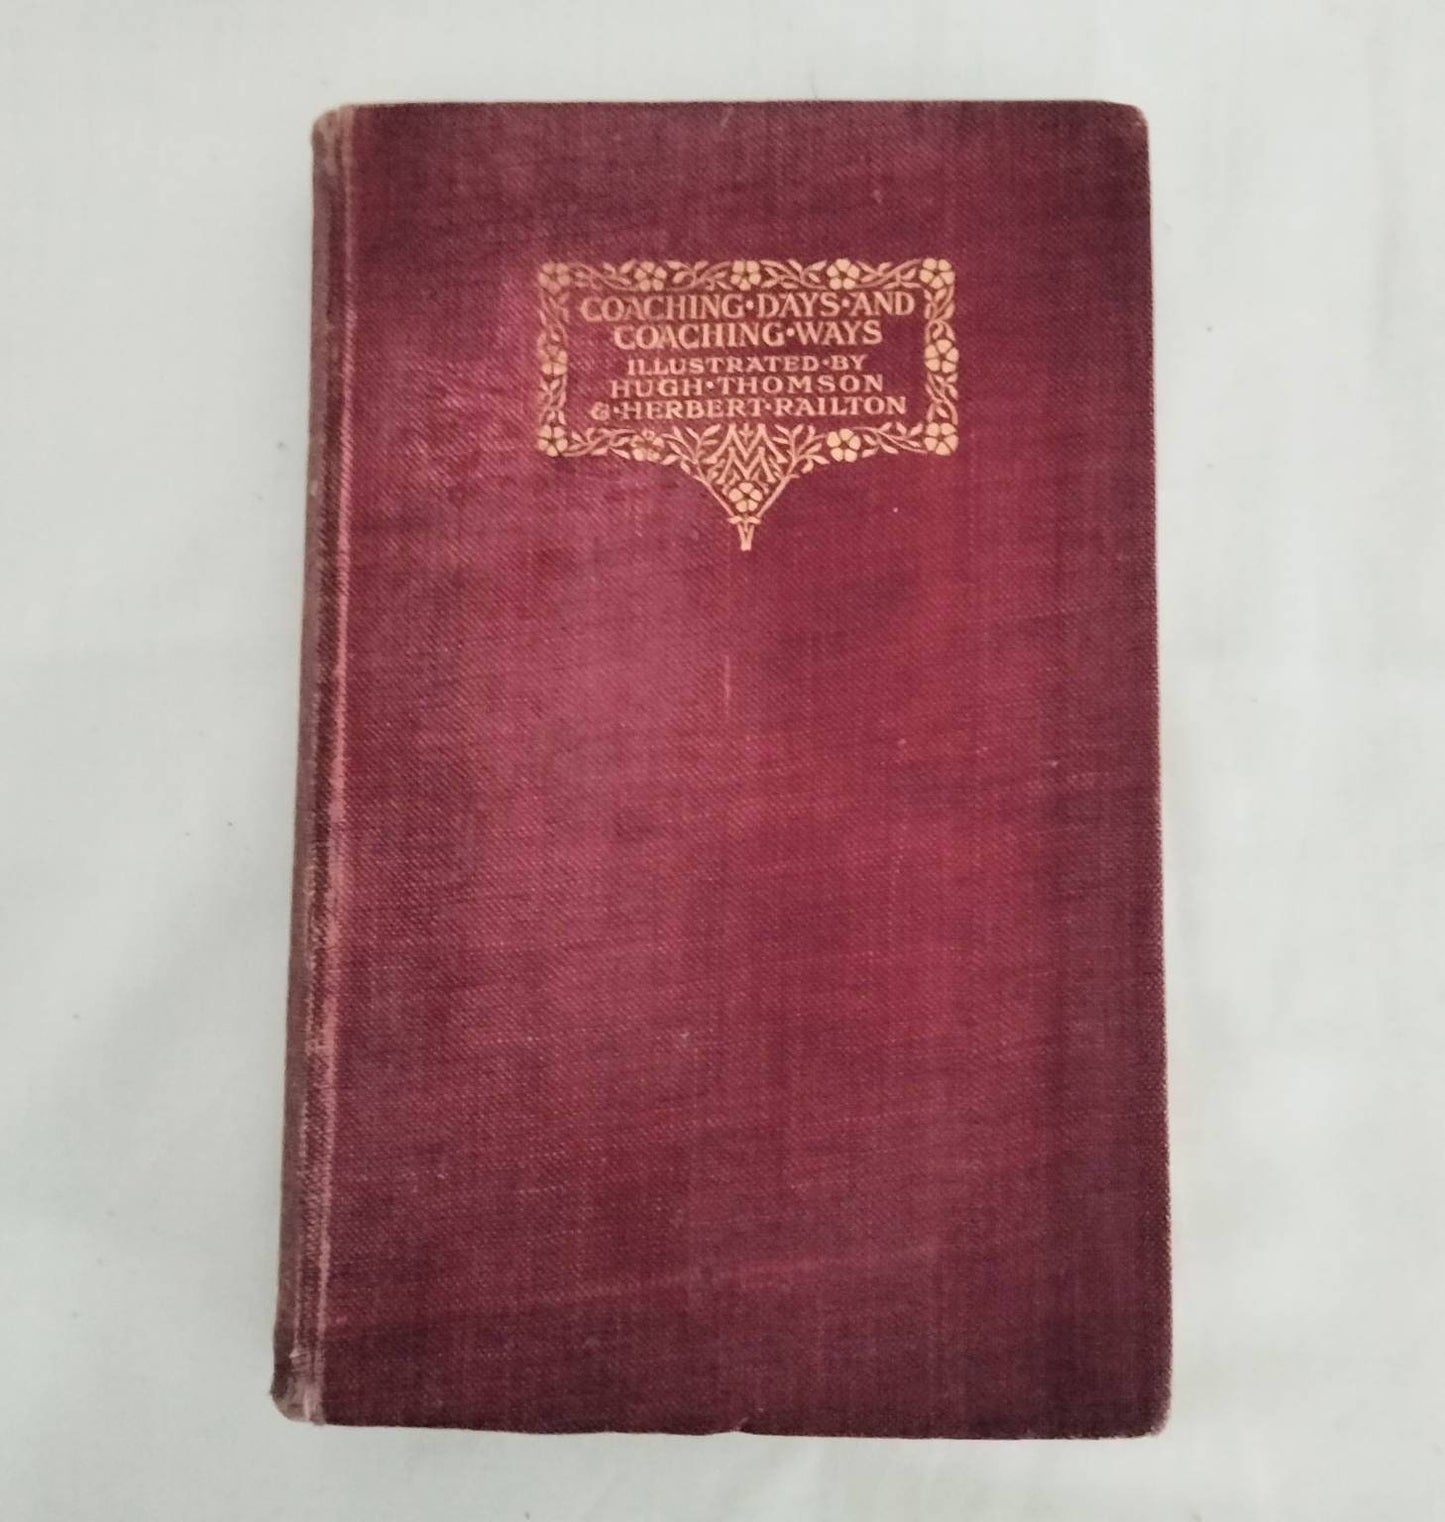 COACHING·DAYS·AND
COACHING·WAYS
ILLUSTRATED·BY
HUGH·THOMSON
&·HERBERT·RAILTON